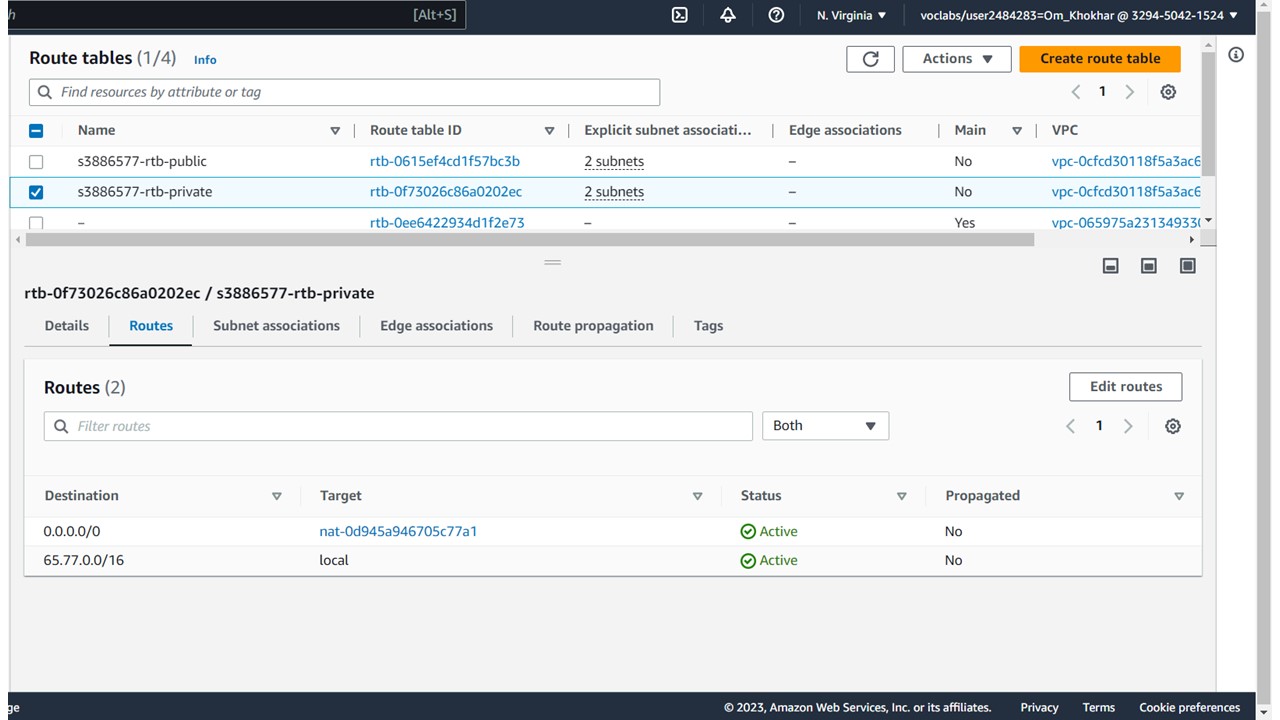 h [Alt+S] N. Virginia ▼ voclabs/user2484283=Om_Khokhar @ 3294-5042-1524 ▼
Route tables (1/4) Info Actions ▼ Create route table
Find resources by attribute or tag 1
Name Route table ID Explicit subnet associati... Edge associations Main VPC
s3886577-rtb-public rtb-0615ef4cd1f57bc3b 2 subnets – No vpc-0cfcd30118f5a3ac6
s3886577-rtb-private rtb-0f73026c86a0202ec 2 subnets – No vpc-0cfcd30118f5a3ac6
– rtb-0ee6422934d1f2e73 – – Yes vpc-065975a231349330
rtb-0f73026c86a0202ec / s3886577-rtb-private
Details Routes Subnet associations Edge associations Route propagation Tags
Routes (2) Edit routes
Filter routes Both 1
Destination Target Status Propagated
0.0.0.0/0 nat-0d945a946705c77a1 Active No
65.77.0.0/16 local Active No
ge © 2023, Amazon Web Services, Inc. or its affiliates. Privacy Terms Cookie preferences